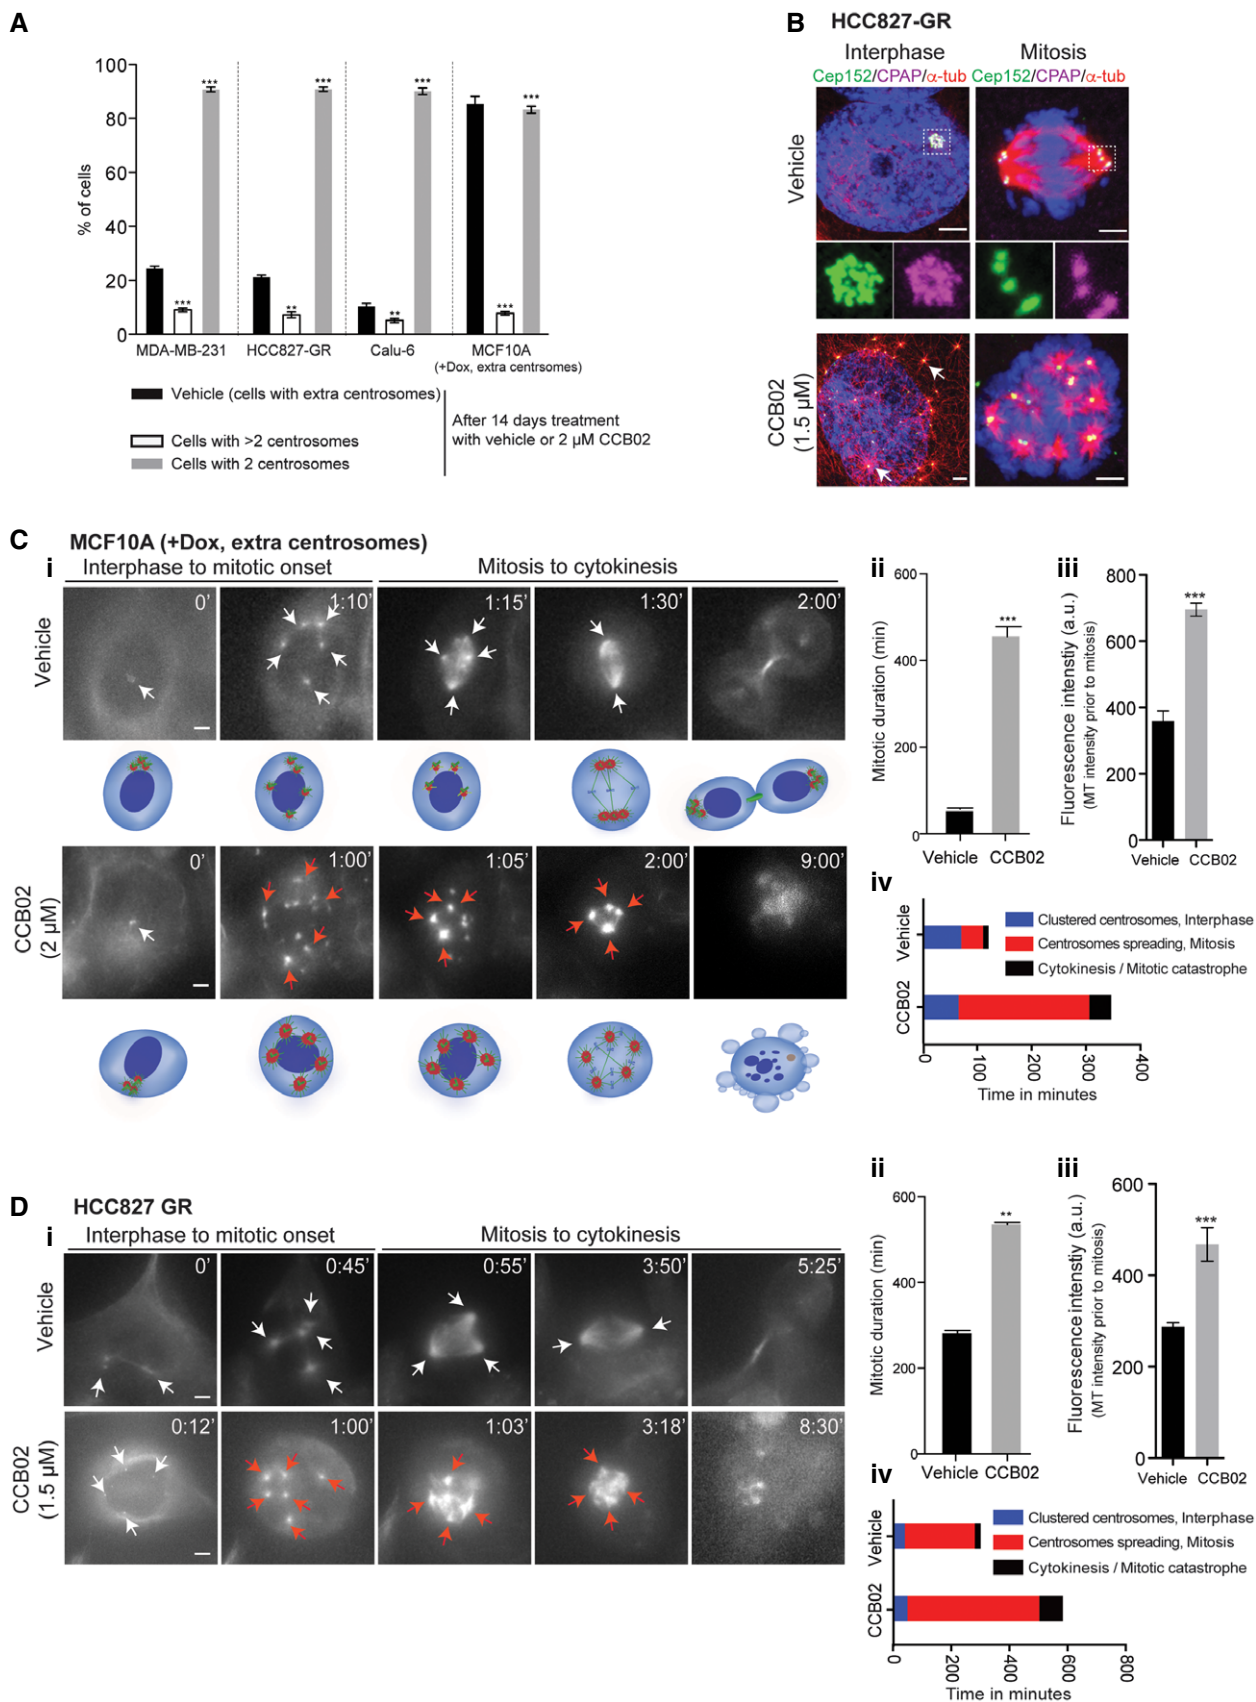 A
100
80
60
40
20
0
% of cells
***
***
**
***
**
***
***
***
MDA-MB-231
HCC827-GR
Calu-6
MCF10A
(+Dox, extra centrsomes)
Vehicle (cells with extra centrosomes)
Cells with >2 centrosomes
Cells with 2 centrosomes
After 14 days treatment
with vehicle or 2 µM CCB02
B
HCC827-GR
Interphase
Mitosis
Cep152/CPAP/α-tub
Cep152/CPAP/α-tub
Vehicle
CCB02
(1.5 µM)
C
MCF10A (+Dox, extra centrosomes)
i
Interphase to mitotic onset
Mitosis to cytokinesis
Vehicle
0'
1:10'
1:15'
1:30'
2:00'
CCB02
(2 µM)
0'
1:00'
1:05'
2:00'
9:00'
ii
600
400
200
0
Mitotic duration (min)
***
Vehicle
CCB02
iii
800
600
400
200
0
Fluorescence intenstiy (a.u.)
(MT intensity prior to mitosis)
***
Vehicle
CCB02
iv
Vehicle
CCB02
Clustered centrosomes, Interphase
Centrosomes spreading, Mitosis
Cytokinesis / Mitotic catastrophe
0
100
200
300
400
Time in minutes
D
HCC827 GR
i
Interphase to mitotic onset
Mitosis to cytokinesis
Vehicle
0'
0:45'
0:55'
3:50'
5:25'
CCB02
(1.5 µM)
0:12'
1:00'
1:03'
3:18'
8:30'
ii
600
400
200
0
Mitotic duration (min)
**
Vehicle
CCB02
iii
600
400
200
0
Fluorescence intenstiy (a.u.)
(MT intensity prior to mitosis)
***
Vehicle
CCB02
iv
Vehicle
CCB02
Clustered centrosomes, Interphase
Centrosomes spreading, Mitosis
Cytokinesis / Mitotic catastrophe
0
200
400
600
800
Time in minutes